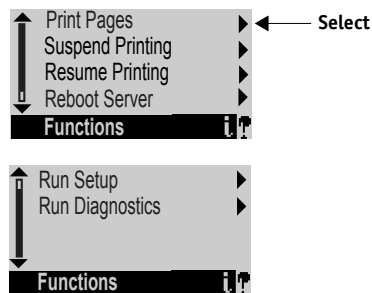 Print Pages
Select
Suspend Printing
Resume Printing
Reboot Server
Functions
Run Setup
Run Diagnostics
Functions